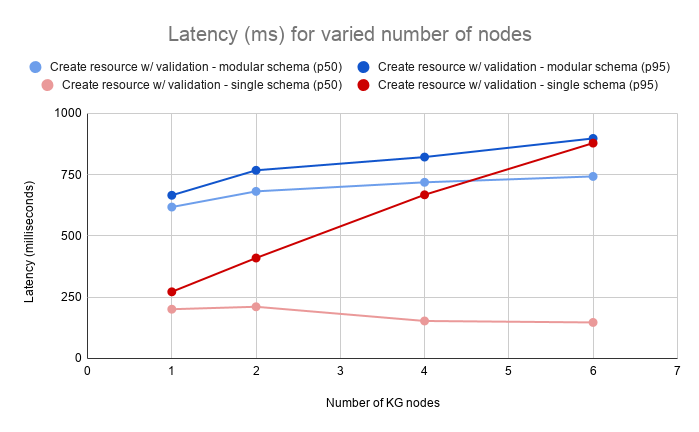 Latency (ms) for varied number of nodes
Create resource w/ validation - modular schema (p50) Create resource w/ validation - modular schema (p95)
Create resource w/ validation - single schema (p50) Create resource w/ validation - single schema (p95)
1000
750
500
250
0
Latency (milliseconds)
0 1 2 3 4 5 6 7
Number of KG nodes